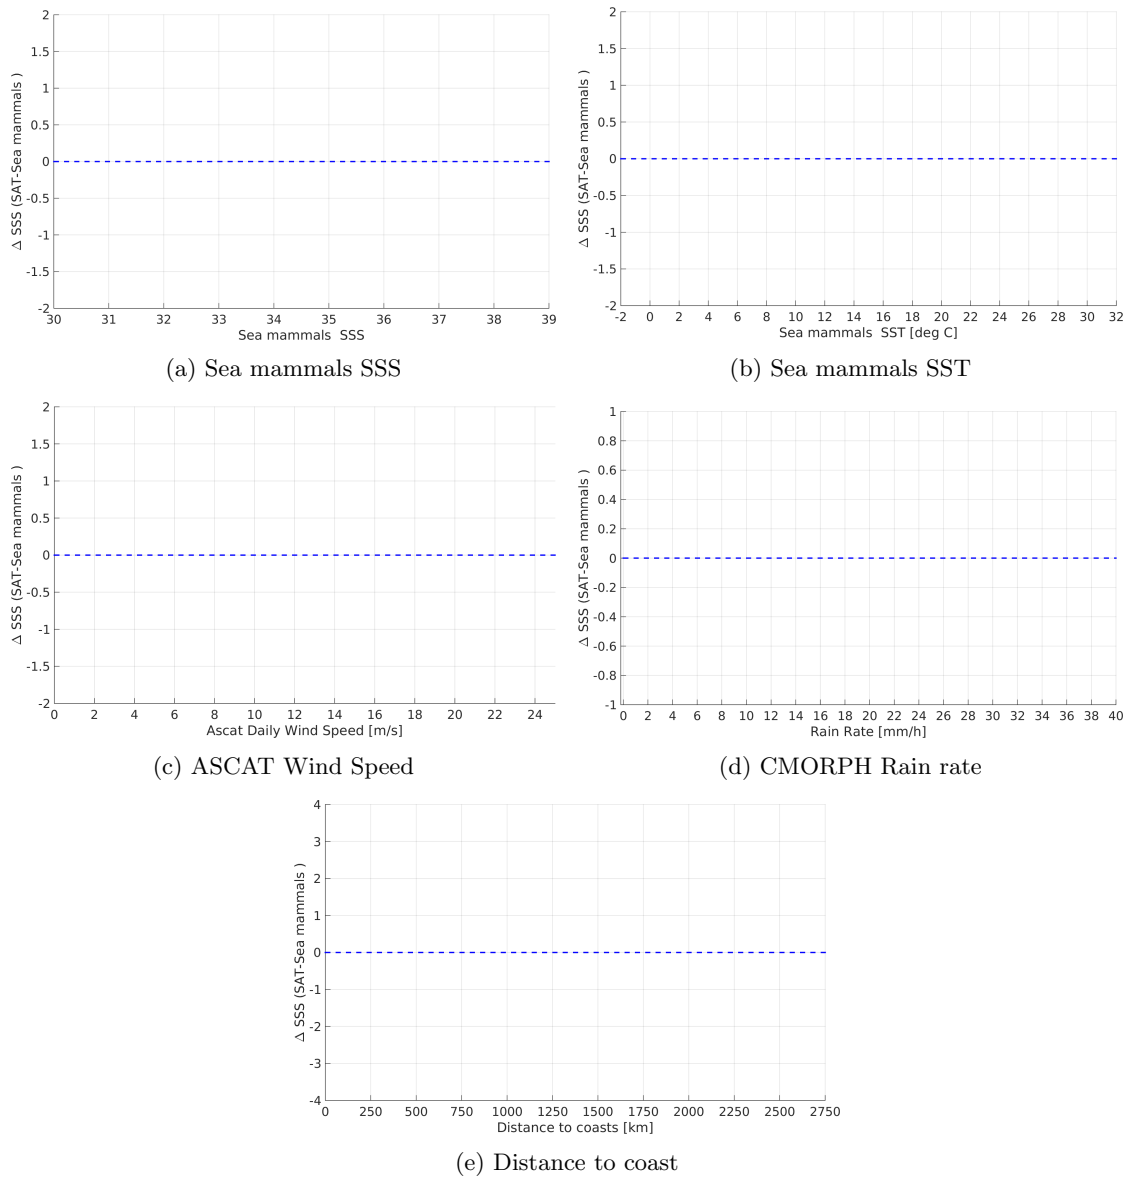 2
1.5
1
0.5
0
-0.5
-1
-1.5
-2
Δ SSS (SAT-Sea mammals )
30 31 32 33 34 35 36 37 38 39
Sea mammals  SSS
(a) Sea mammals SSS
2
1.5
1
0.5
0
-0.5
-1
-1.5
-2
Δ SSS (SAT-Sea mammals )
-2 0 2 4 6 8 10 12 14 16 18 20 22 24 26 28 30 32
Sea mammals  SST [deg C]
(b) Sea mammals SST
2
1.5
1
0.5
0
-0.5
-1
-1.5
-2
Δ SSS (SAT-Sea mammals )
0 2 4 6 8 10 12 14 16 18 20 22 24
Ascat Daily Wind Speed [m/s]
(c) ASCAT Wind Speed
1
0.8
0.6
0.4
0.2
0
-0.2
-0.4
-0.6
-0.8
-1
Δ SSS (SAT-Sea mammals )
0 2 4 6 8 10 12 14 16 18 20 22 24 26 28 30 32 34 36 38 40
Rain Rate [mm/h]
(d) CMORPH Rain rate
4
3
2
1
0
-1
-2
-3
-4
Δ SSS (SAT-Sea mammals )
0 250 500 750 1000 1250 1500 1750 2000 2250 2500 2750
Distance to coasts [km]
(e) Distance to coast